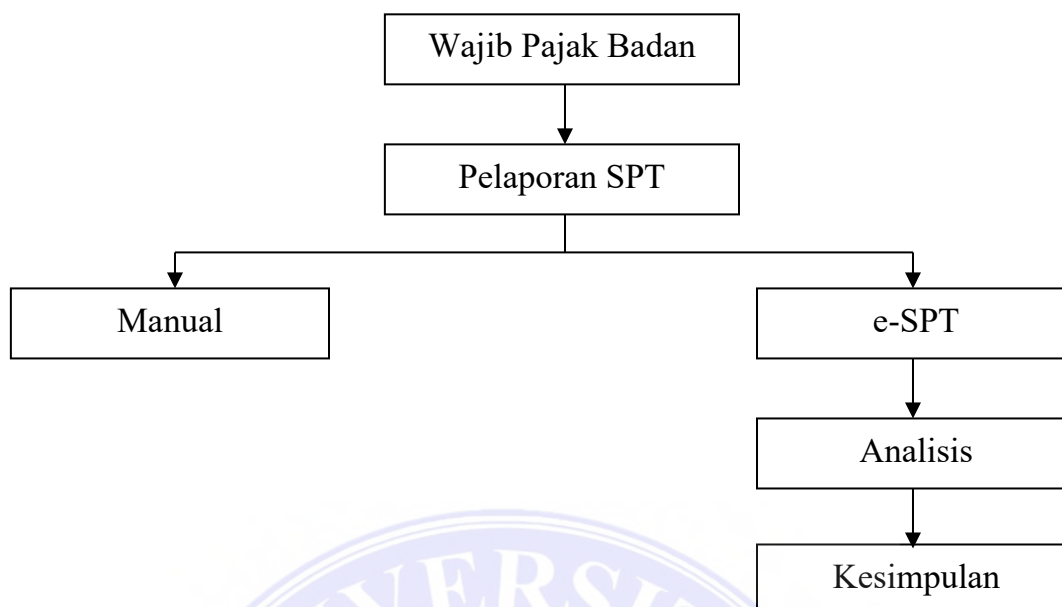 Wajib Pajak Badan
Pelaporan SPT
Manual
e-SPT
Analisis
Kesimpulan